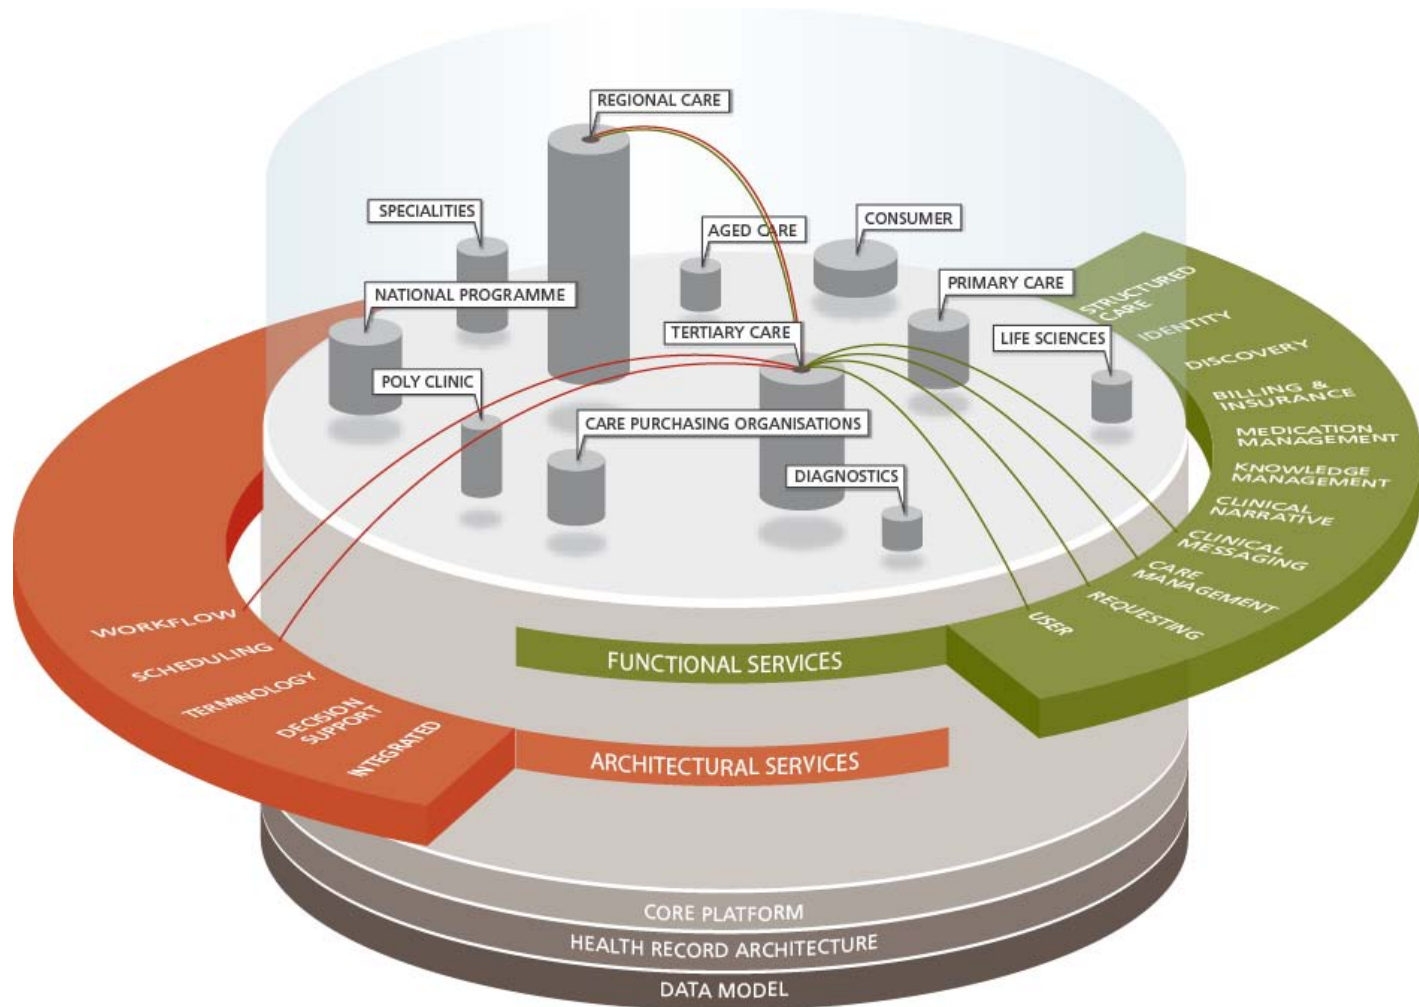 REGIONAL CARE
SPECIALITIES
AGED CARE
CONSUMER
NATIONAL PROGRAMME
PRIMARY CARE
TERTIARY CARE
LIFE SCIENCES
POLY CLINIC
CARE PURCHASING ORGANISATIONS
DIAGNOSTICS
STRUCTURED
CARE
IDENTITY
DISCOVERY
BILLING &
INSURANCE
MEDICATION
MANAGEMENT
KNOWLEDGE
MANAGEMENT
CLINICAL
NARRATIVE
CLINICAL
MESSAGING
CARE
MANAGEMENT
REQUESTING
USER
WORKFLOW
SCHEDULING
TERMINOLOGY
DECISION
SUPPORT
INTEGRATED
FUNCTIONAL SERVICES
ARCHITECTURAL SERVICES
CORE PLATFORM
HEALTH RECORD ARCHITECTURE
DATA MODEL